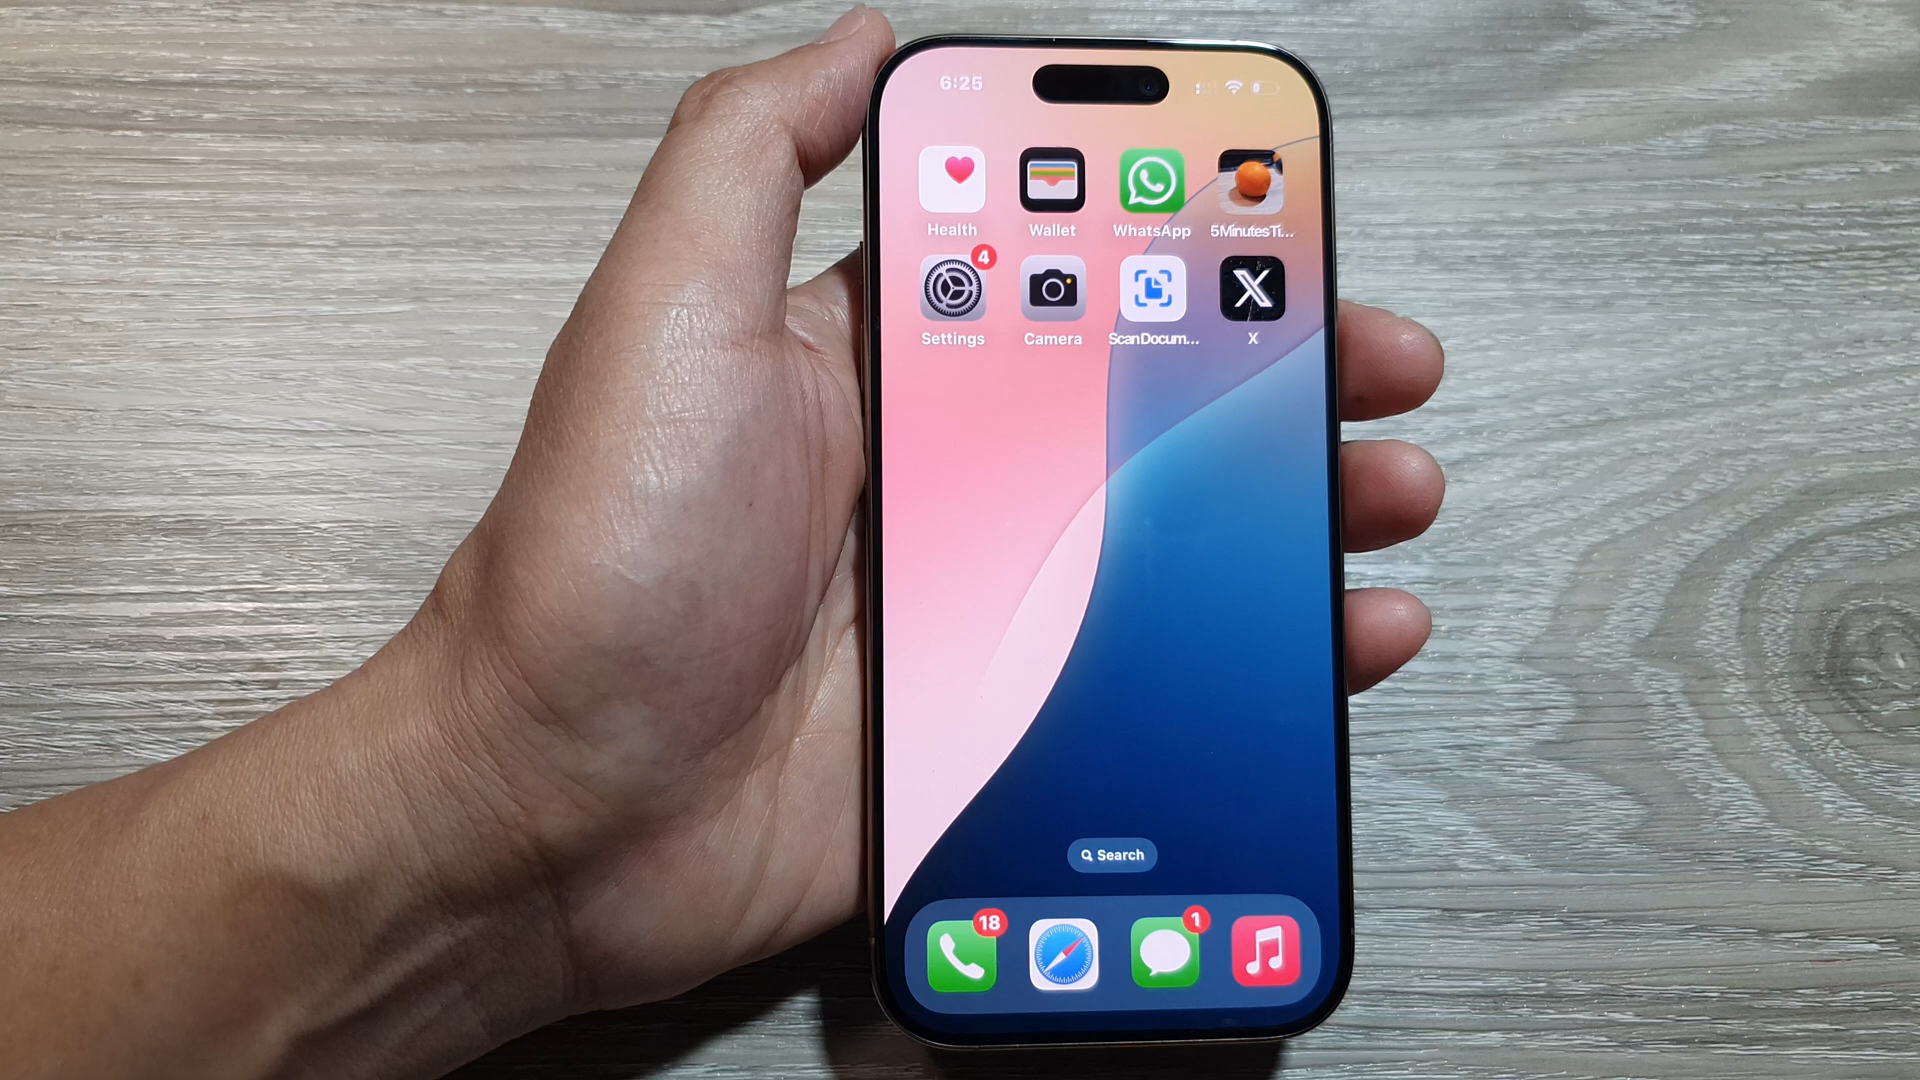 6:25
Health Wallet WhatsApp 5MinutesTi...
4
Settings Camera ScanDocum... X
Search
18 1